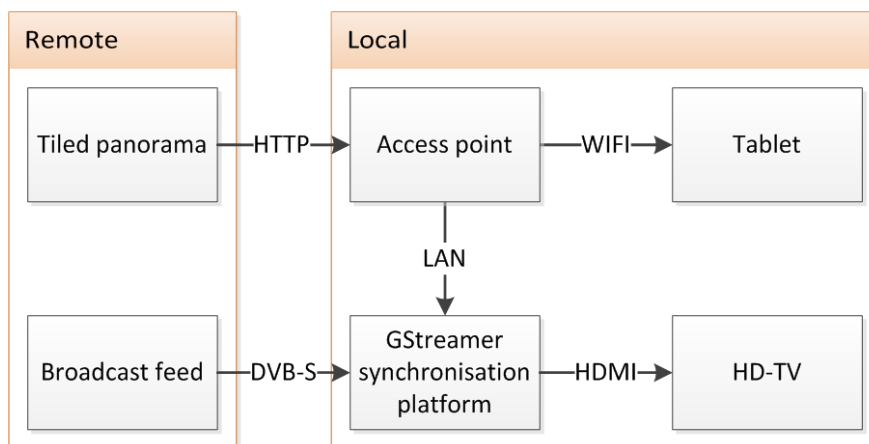 Remote
Local
Tiled panorama
HTTP
Access point
WIFI
Tablet
LAN
Broadcast feed
DVB-S
GStreamer
synchronisation
platform
HDMI
HD-TV